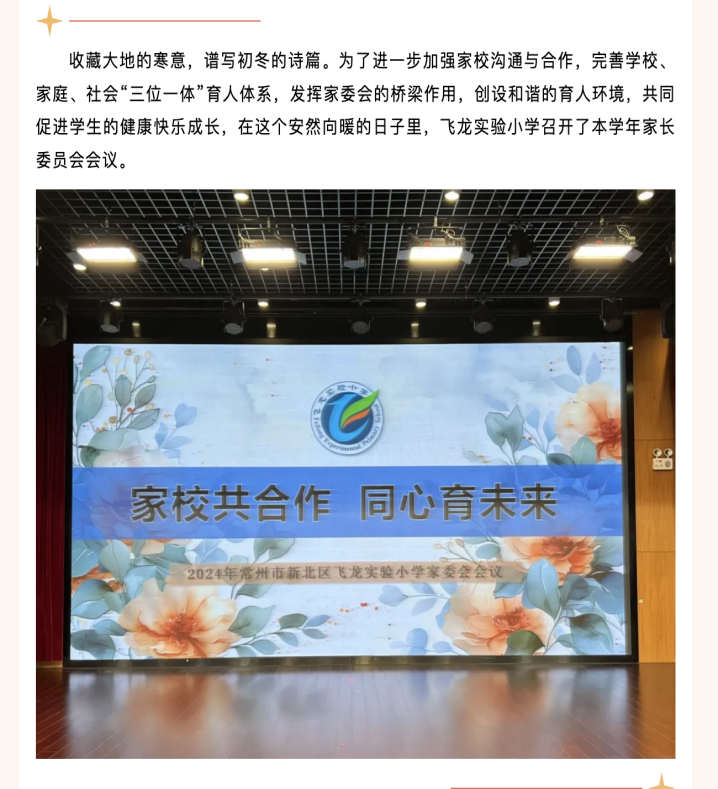 收藏大地的寒意，谱写初冬的诗篇。为了进一步加强家校沟通与合作，完善学校、
家庭、社会“三位一体”育人体系，发挥家委会的桥梁作用，创设和谐的育人环境，共同
促进学生的健康快乐成长，在这个安然向暖的日子里，飞龙实验小学召开了本学年家长
委员会会议。
家校共合作 同心育未来
2024年常州市新北区飞龙实验小学家委会会议